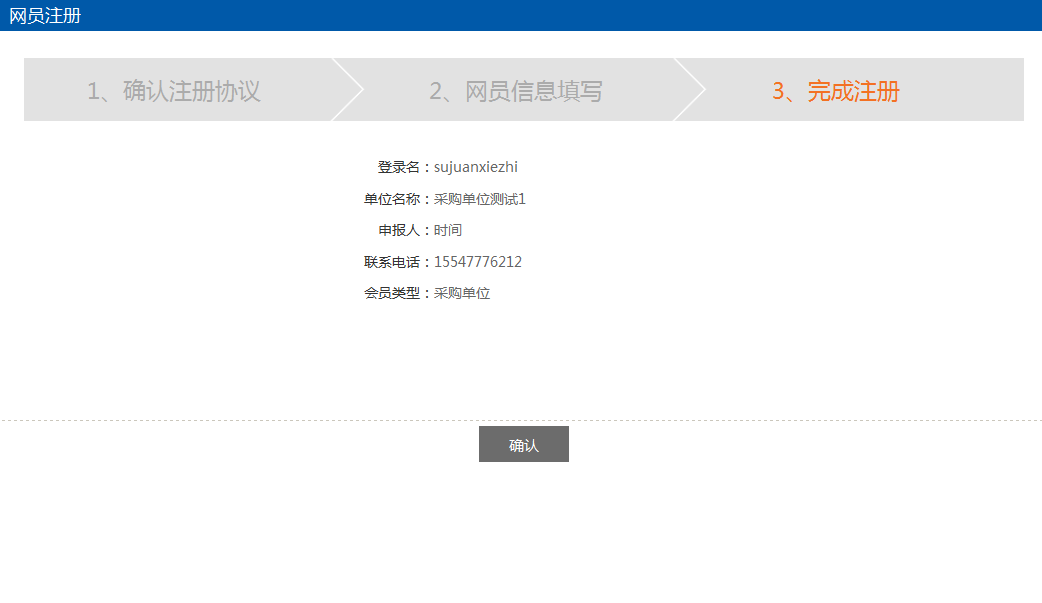 网员注册
1、确认注册协议
2、网员信息填写
3、完成注册
登录名：sujuanxiezhi
单位名称：采购单位测试1
申报人：时间
联系电话：15547776212
会员类型：采购单位
确认